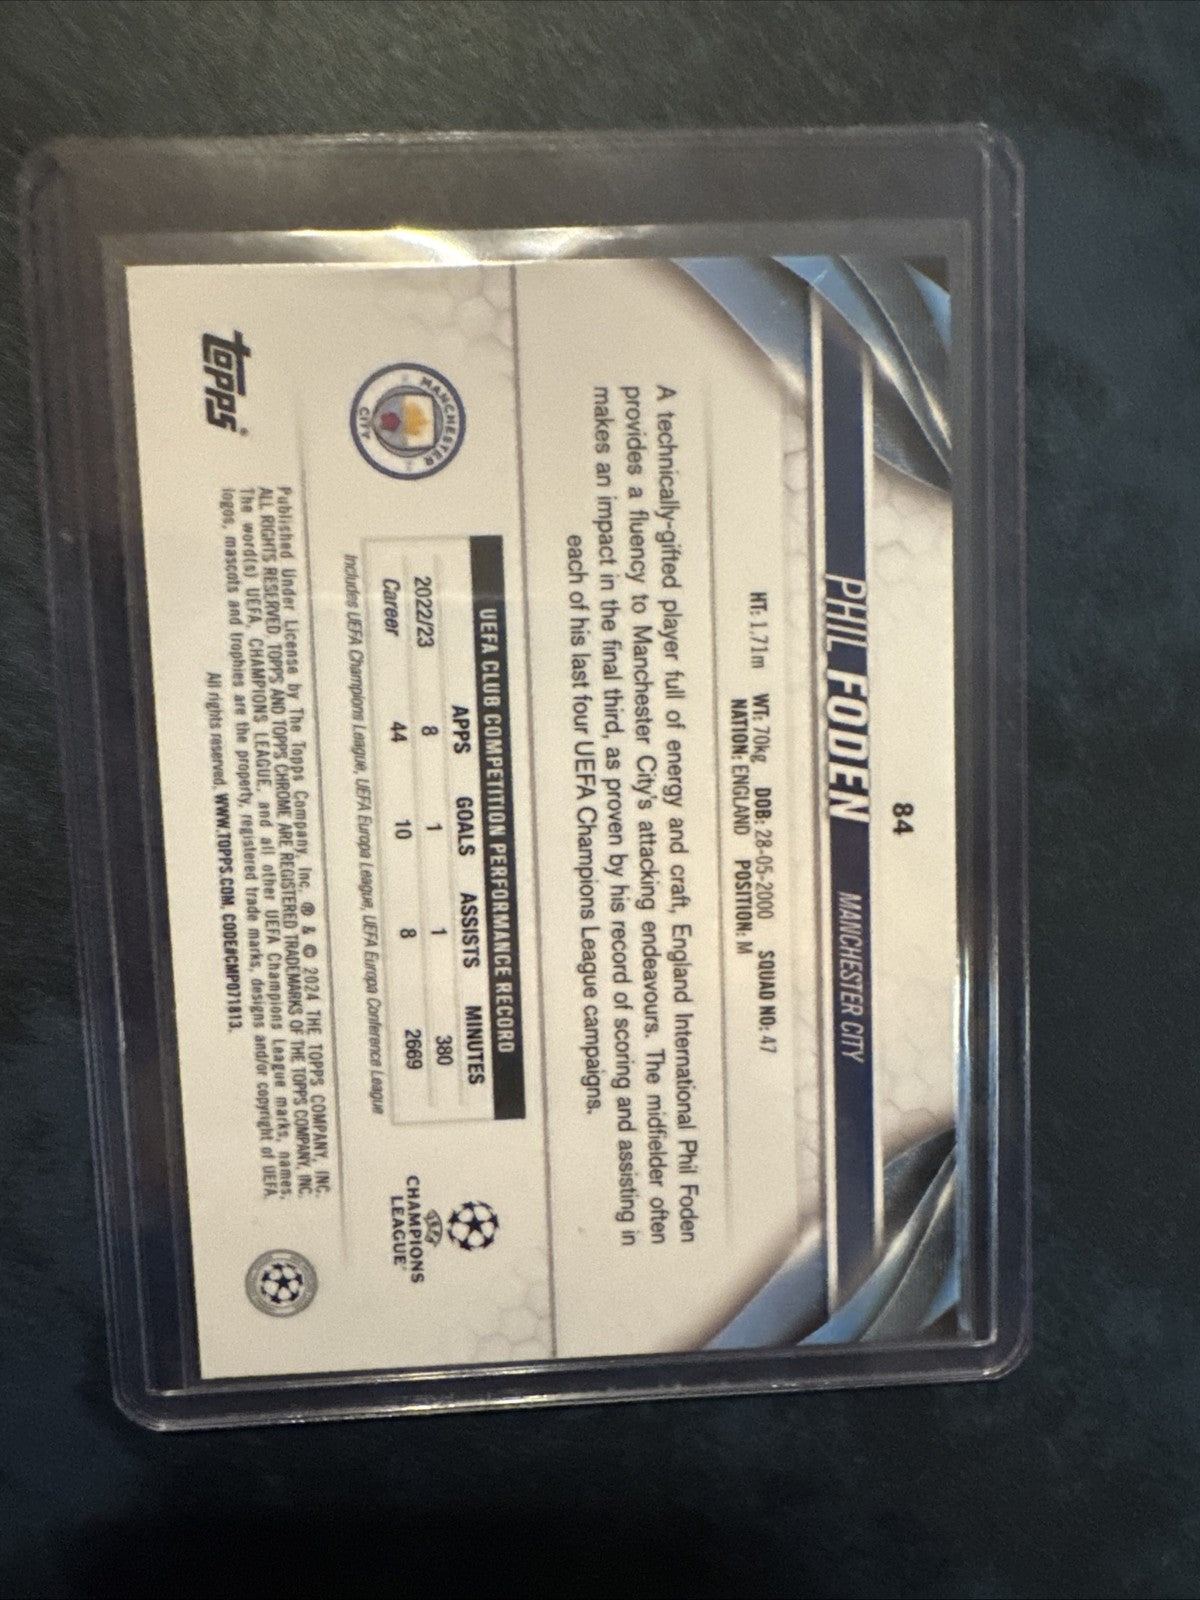 84
PHIL FODEN MANCHESTER CITY
HT: 1.71m WT: 70kg DOB: 28-05-2000 SQUAD NO: 47
NATION: ENGLAND POSITION: M
A technically-gifted player full of energy and craft, England International Phil Foden
provides a fluency to Manchester City's attacking endeavours. The midfielder often
makes an impact in the final third, as proven by his record of scoring and assisting in
each of his last four UEFA Champions League campaigns.
MANCHESTER
CITY
UEFA CLUB COMPETITION PERFORMANCE RECORD
APPS GOALS ASSISTS MINUTES
2022/23 8 1 1 380
Career 44 10 8 2669
Includes UEFA Champions League, UEFA Europa League, UEFA Europa Conference League
UEFA
CHAMPIONS
LEAGUE
topps®
Published Under License by The Topps Company, Inc. ® & © 2024 THE TOPPS COMPANY, INC.
ALL RIGHTS RESERVED. TOPPS AND TOPPS CHROME ARE REGISTERED TRADEMARKS OF THE TOPPS COMPANY, INC.
The word(s) UEFA, CHAMPIONS LEAGUE, and all other UEFA Champions League marks, names,
logos, mascots and trophies are the property, registered trade marks, designs and/or copyright of UEFA.
All rights reserved. WWW.TOPPS.COM. CODE#CMP071813.